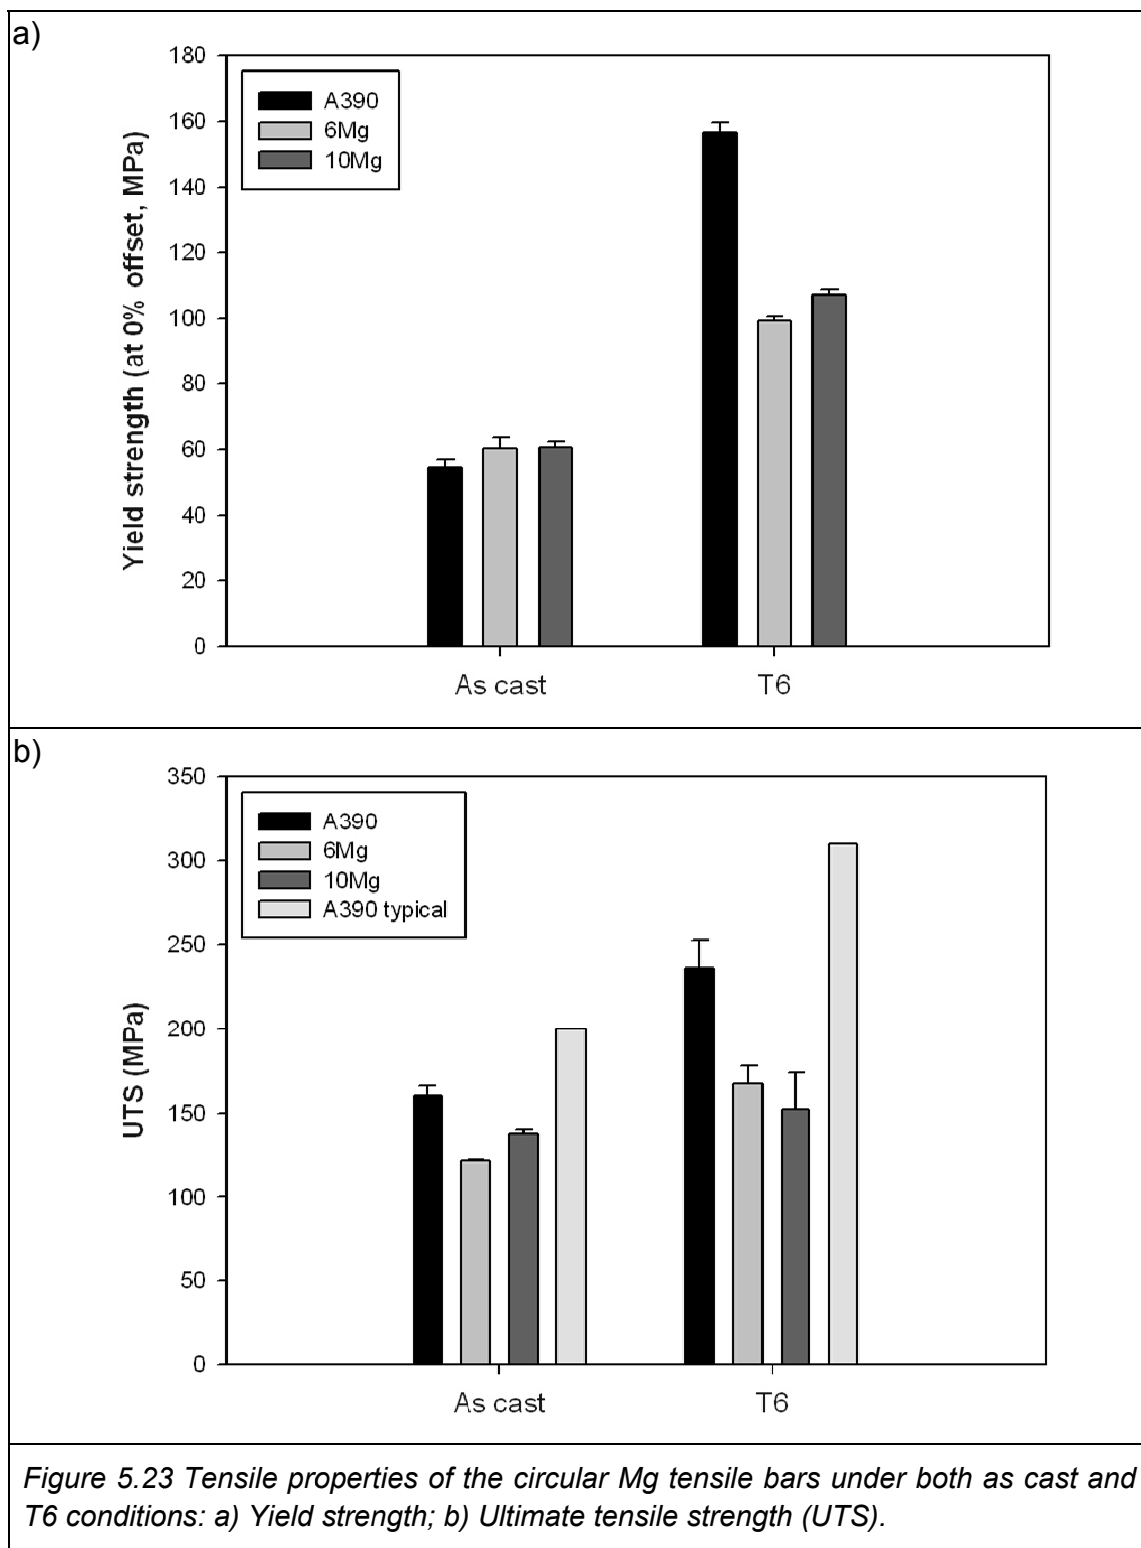 a)
180
160
140
120
100
80
60
40
20
0
Yield strength (at 0% offset, MPa)
A390
6Mg
10Mg
As cast T6
b)
350
300
250
200
150
100
50
0
UTS (MPa)
A390
6Mg
10Mg
A390 typical
As cast T6
Figure 5.23 Tensile properties of the circular Mg tensile bars under both as cast and
T6 conditions: a) Yield strength; b) Ultimate tensile strength (UTS).